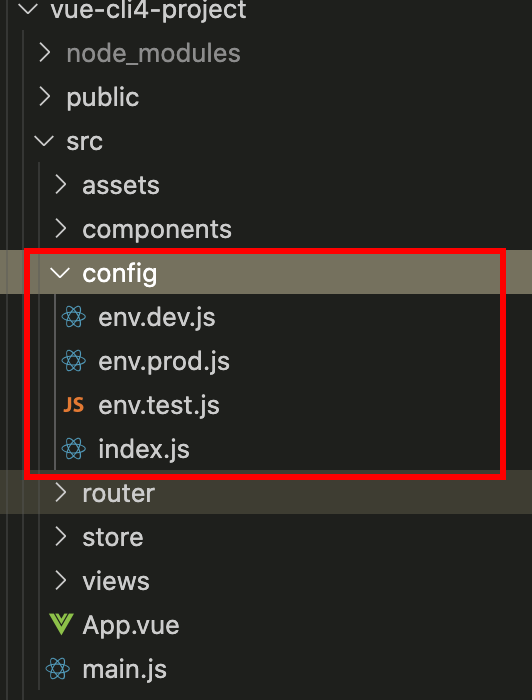 vue-cli4-project
node_modules
public
src
assets
components
config
env.dev.js
env.prod.js
JS env.test.js
index.js
router
store
views
App.vue
main.js